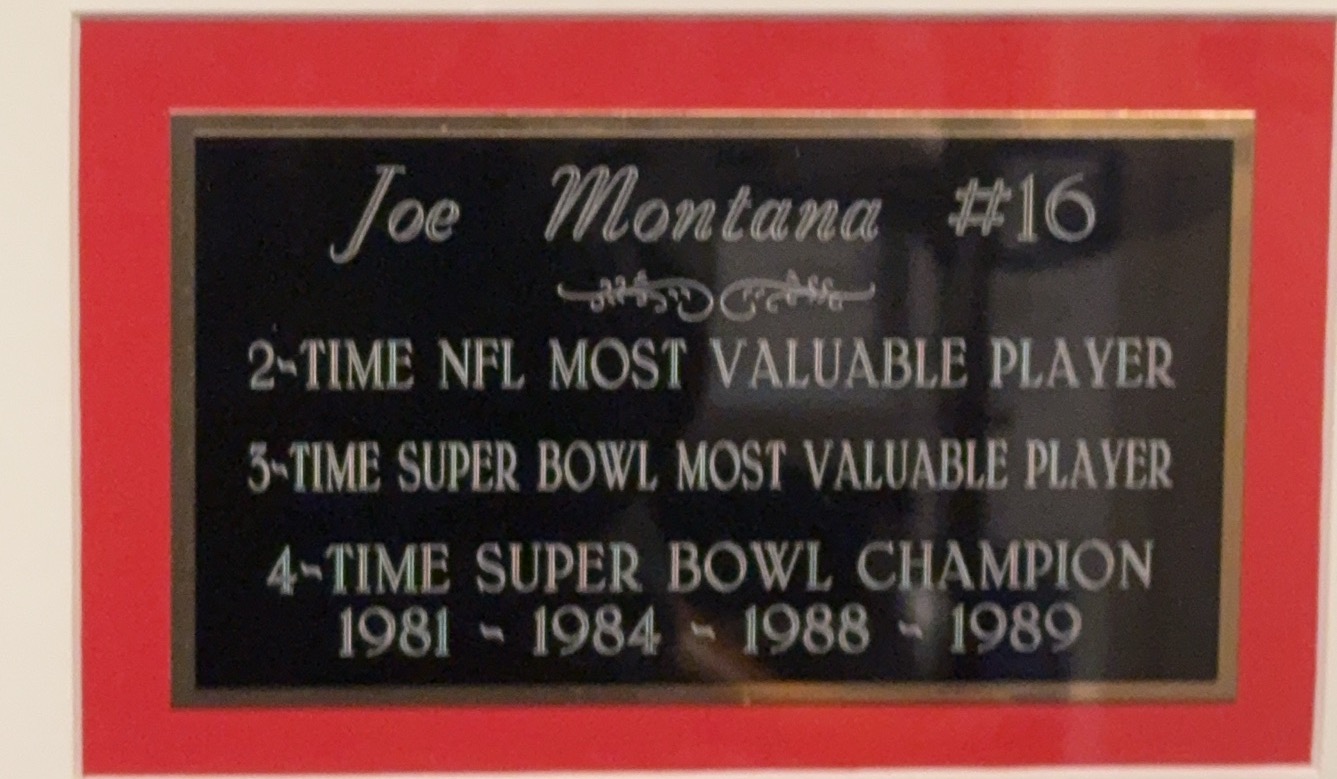 Joe Montana #16
2-TIME NFL MOST VALUABLE PLAYER
3-TIME SUPER BOWL MOST VALUABLE PLAYER
4-TIME SUPER BOWL CHAMPION
1981 - 1984 - 1988 - 1989